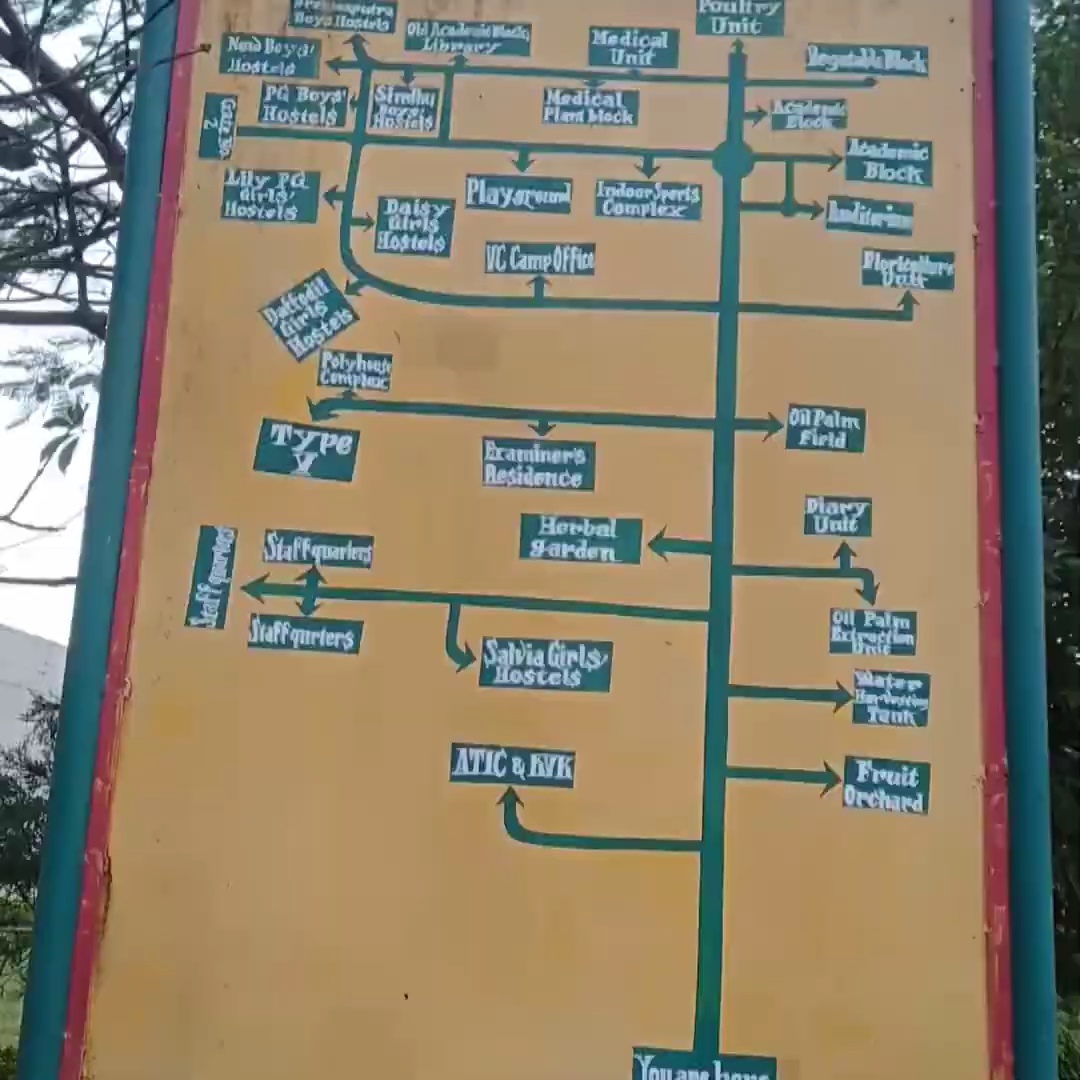 Boys Hostels
Poultry
Unit
New Boys'
Hostels
Old Academic Block,
Library
Medical
Unit
Vegetable Block
PG Boys'
Hostels
Sindhu
Boys'
Hostels
Medical
Plant block
Academic
Block
Playground
Indoor Sports
Complex
Academic
Block
Lily PG
Girls'
Hostels
Daisy
Girls
Hostels
Auditorium
VC Camp Office
Floriculture
Unit
Daffodil
Girls
Hostels
Polyhouse
Complex
Type
V
Examiner's
Residence
Oil Palm
Field
Herbal
garden
Diary
Unit
Staff quarters
Staff quarters
Staff qurters
Salvia Girls'
Hostels
Oil Palm
Extraction
Unit
Water
Harvesting
Tank
ATIC & KVK
Fruit
Orchard
You are here